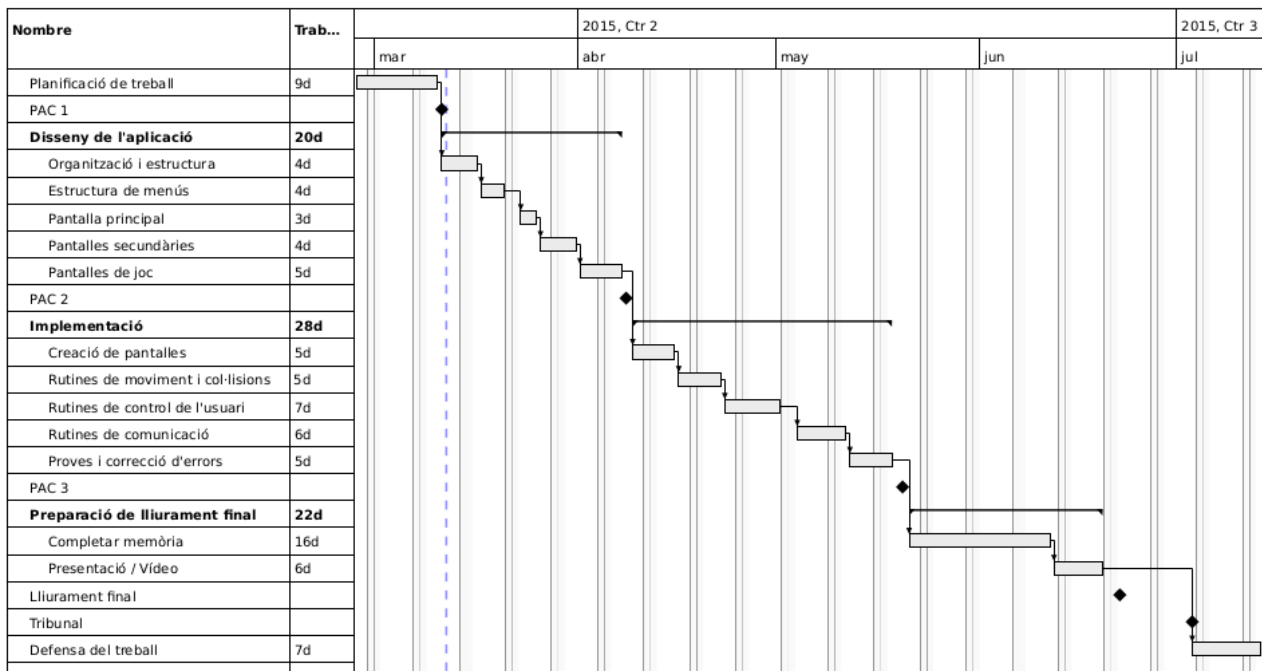 Nombre Trab... 2015, Ctr 2 2015, Ctr 3
mar abr may jun jul
Planificació de treball 9d
PAC 1
Disseny de l'aplicació 20d
Organització i estructura 4d
Estructura de menús 4d
Pantalla principal 3d
Pantalles secundàries 4d
Pantalles de joc 5d
PAC 2
Implementació 28d
Creació de pantalles 5d
Rutines de moviment i col·lisions 5d
Rutines de control de l'usuari 7d
Rutines de comunicació 6d
Proves i correcció d'errors 5d
PAC 3
Preparació de lliurament final 22d
Completar memòria 16d
Presentació / Vídeo 6d
Lliurament final
Tribunal
Defensa del treball 7d